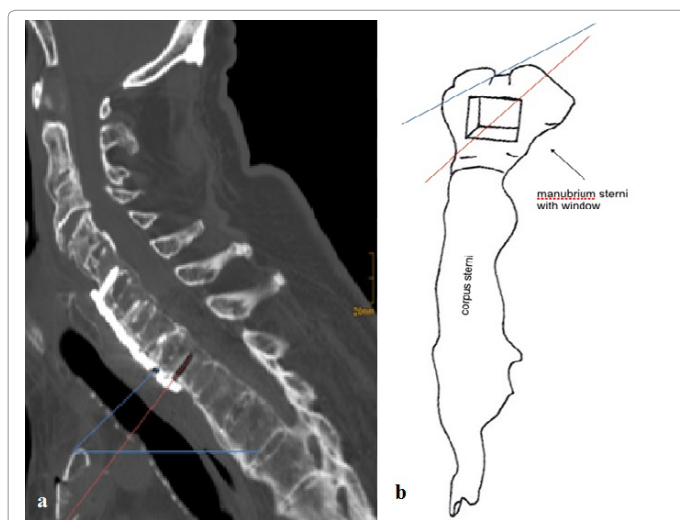 20mm
a
manubrium sterni
with window
corpus sterni
b